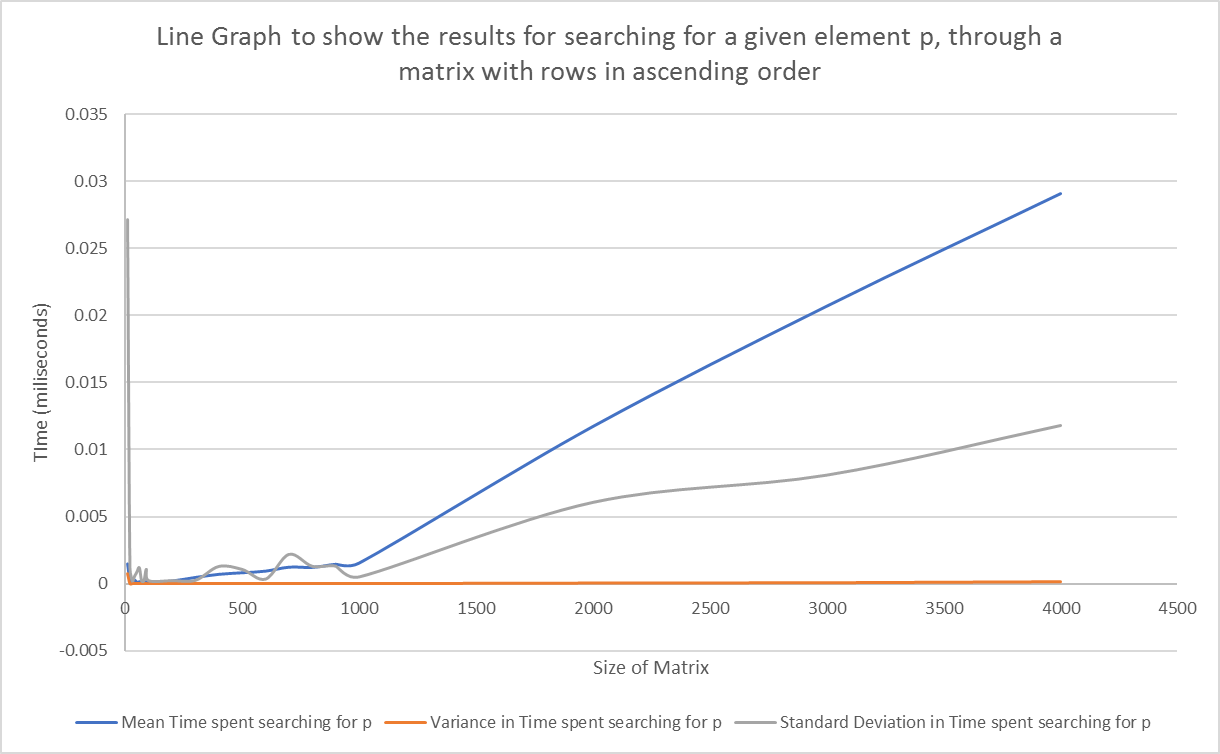 Line Graph to show the results for searching for a given element p, through a
matrix with rows in ascending order
0.035
0.03
0.025
0.02
0.015
0.01
0.005
0
-0.005
TIme (miliseconds)
0 500 1000 1500 2000 2500 3000 3500 4000 4500
Size of Matrix
Mean Time spent searching for p Variance in Time spent searching for p Standard Deviation in Time spent searching for p